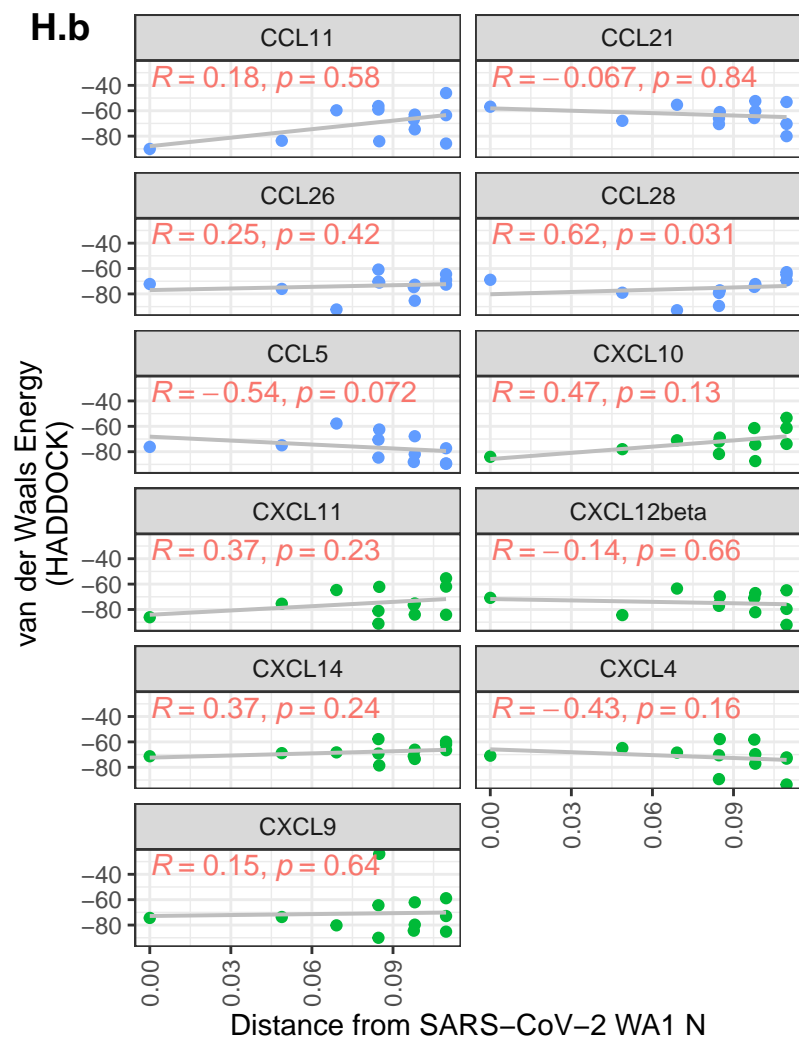 H.b
CCL11
CCL21
R = 0.18, p = 0.58
R = −0.067, p = 0.84
−40
−60
−80
CCL26
CCL28
R = 0.25, p = 0.42
R = 0.62, p = 0.031
−40
−60
−80
CCL5
CXCL10
R = −0.54, p = 0.072
R = 0.47, p = 0.13
−40
−60
−80
CXCL11
CXCL12beta
R = 0.37, p = 0.23
R = −0.14, p = 0.66
−40
−60
−80
CXCL14
CXCL4
R = 0.37, p = 0.24
R = −0.43, p = 0.16
−40
−60
−80
0.00
0.03
0.06
0.09
CXCL9
R = 0.15, p = 0.64
−40
−60
−80
0.00
0.03
0.06
0.09
van der Waals Energy
(HADDOCK)
Distance from SARS−CoV−2 WA1 N